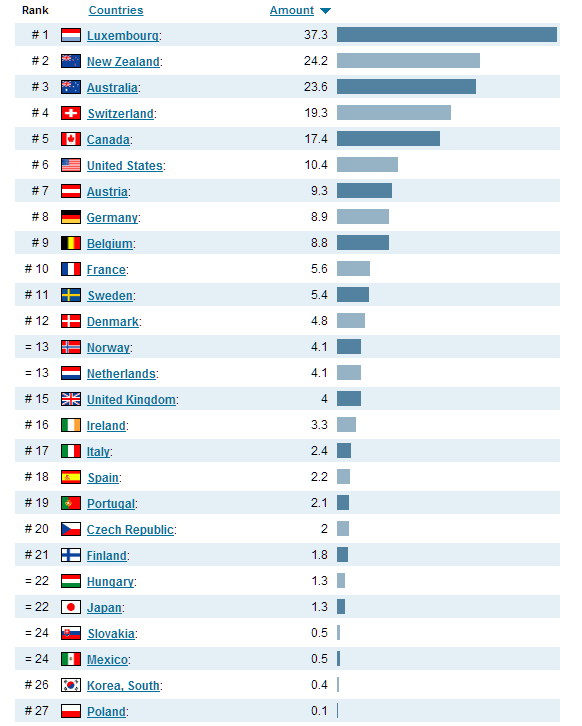 Rank Countries Amount
# 1 Luxembourg: 37.3
# 2 New Zealand: 24.2
# 3 Australia: 23.6
# 4 Switzerland: 19.3
# 5 Canada: 17.4
# 6 United States: 10.4
# 7 Austria: 9.3
# 8 Germany: 8.9
# 9 Belgium: 8.8
# 10 France: 5.6
# 11 Sweden: 5.4
# 12 Denmark: 4.8
= 13 Norway: 4.1
= 13 Netherlands: 4.1
# 15 United Kingdom: 4
# 16 Ireland: 3.3
# 17 Italy: 2.4
# 18 Spain: 2.2
# 19 Portugal: 2.1
# 20 Czech Republic: 2
# 21 Finland: 1.8
= 22 Hungary: 1.3
= 22 Japan: 1.3
= 24 Slovakia: 0.5
= 24 Mexico: 0.5
# 26 Korea, South: 0.4
# 27 Poland: 0.1